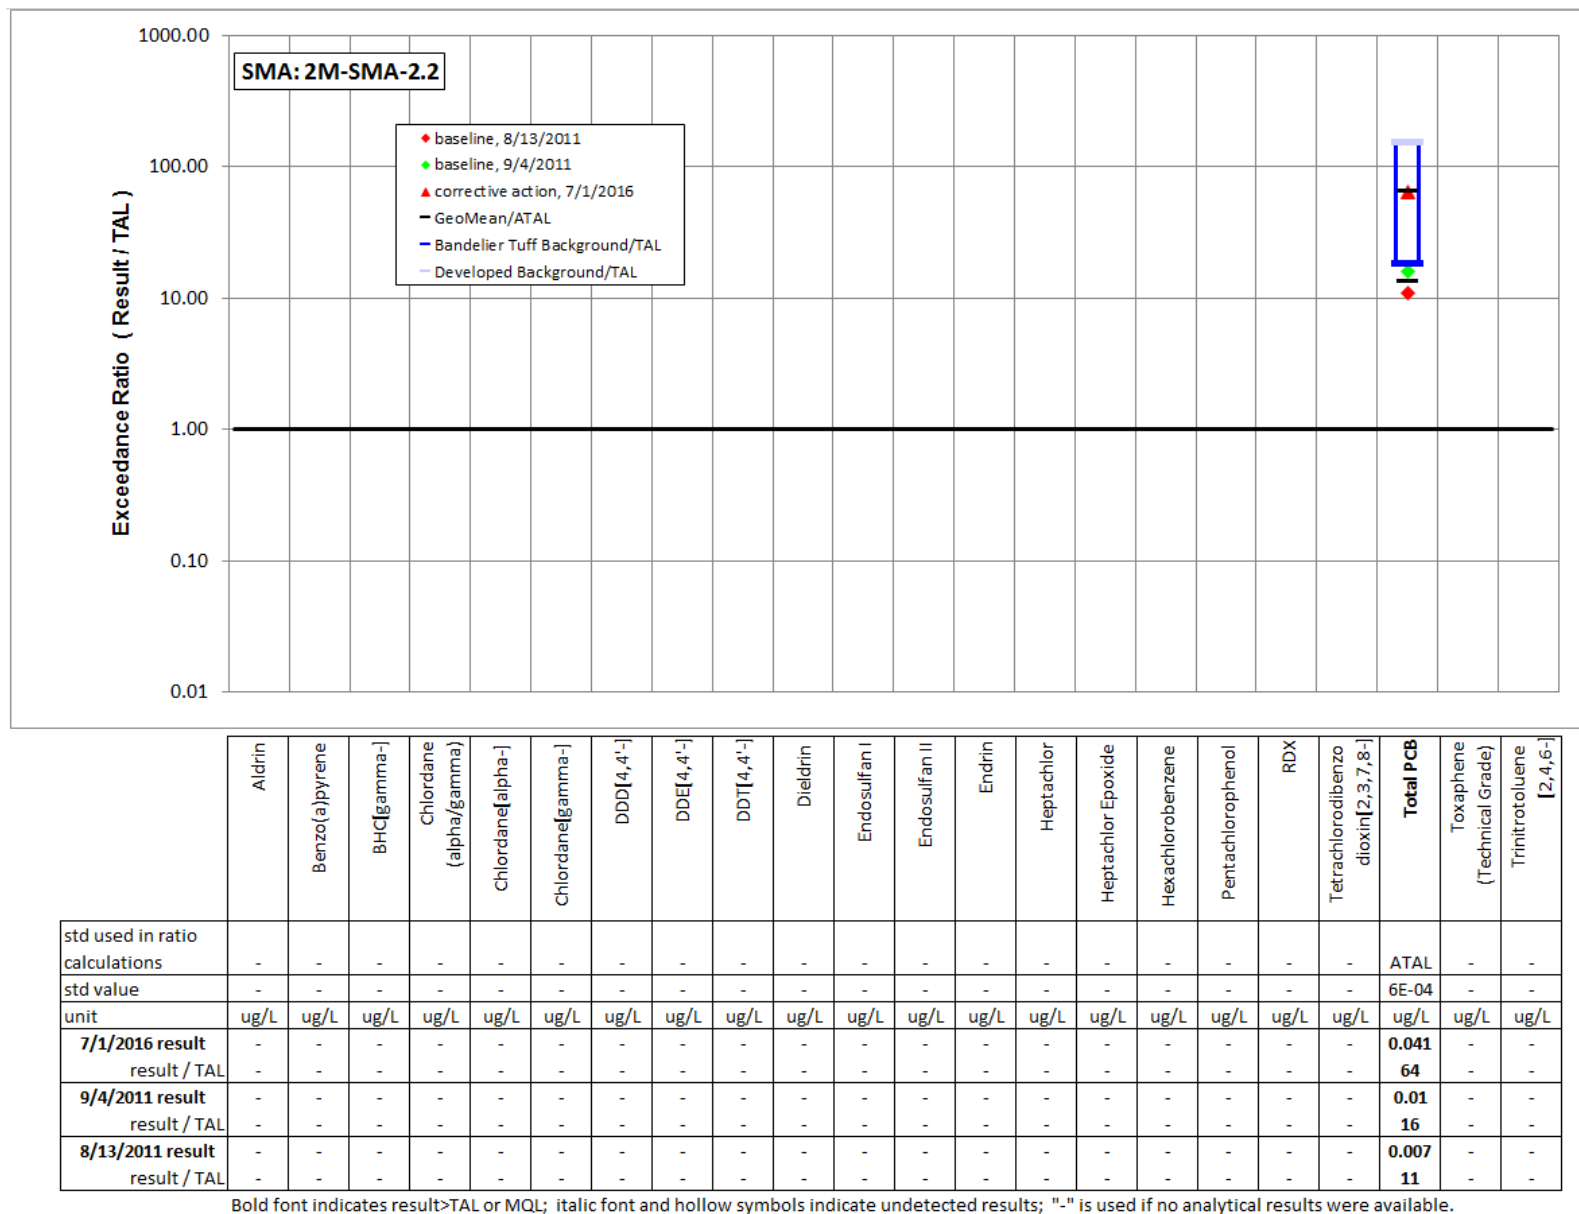 1000.00
SMA: 2M-SMA-2.2
baseline, 8/13/2011
baseline, 9/4/2011
corrective action, 7/1/2016
GeoMean/ATAL
Bandelier Tuff Background/TAL
Developed Background/TAL
100.00
10.00
1.00
0.10
0.01
Exceedance Ratio ( Result / TAL )
Aldrin
Benzo(a)pyrene
BHC[gamma-]
Chlordane
(alpha/gamma)
Chlordane[alpha-]
Chlordane[gamma-]
DDD[4,4'-]
DDE[4,4'-]
DDT[4,4'-]
Dieldrin
Endosulfan I
Endosulfan II
Endrin
Heptachlor
Heptachlor Epoxide
Hexachlorobenzene
Pentachlorophenol
RDX
Tetrachlorodibenzo
dioxin[2,3,7,8-]
Total PCB
Toxaphene
(Technical Grade)
Trinitrotoluene
[2,4,6-]
std used in ratio
calculations - - - - - - - - - - - - - - - - - - - ATAL - -
std value - - - - - - - - - - - - - - - - - - - 6E-04 - -
unit ug/L ug/L ug/L ug/L ug/L ug/L ug/L ug/L ug/L ug/L ug/L ug/L ug/L ug/L ug/L ug/L ug/L ug/L ug/L ug/L ug/L ug/L
7/1/2016 result - - - - - - - - - - - - - - - - - - - 0.041 - -
result / TAL - - - - - - - - - - - - - - - - - - - 64 - -
9/4/2011 result - - - - - - - - - - - - - - - - - - - 0.01 - -
result / TAL - - - - - - - - - - - - - - - - - - - 16 - -
8/13/2011 result - - - - - - - - - - - - - - - - - - - 0.007 - -
result / TAL - - - - - - - - - - - - - - - - - - - 11 - -
Bold font indicates result>TAL or MQL; italic font and hollow symbols indicate undetected results; "-" is used if no analytical results were available.